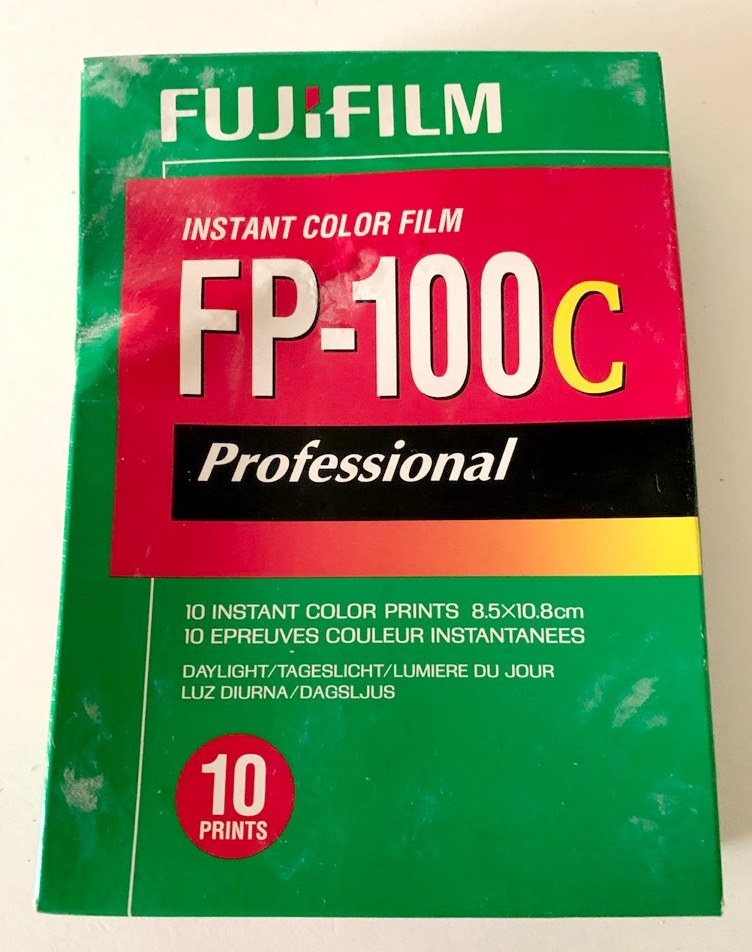 FUJIFILM
INSTANT COLOR FILM
FP-100C
Professional
10 INSTANT COLOR PRINTS 8.5×10.8cm
10 EPREUVES COULEUR INSTANTANEES
DAYLIGHT/TAGESLICHT/LUMIERE DU JOUR
LUZ DIURNA/DAGSLJUS
10
PRINTS